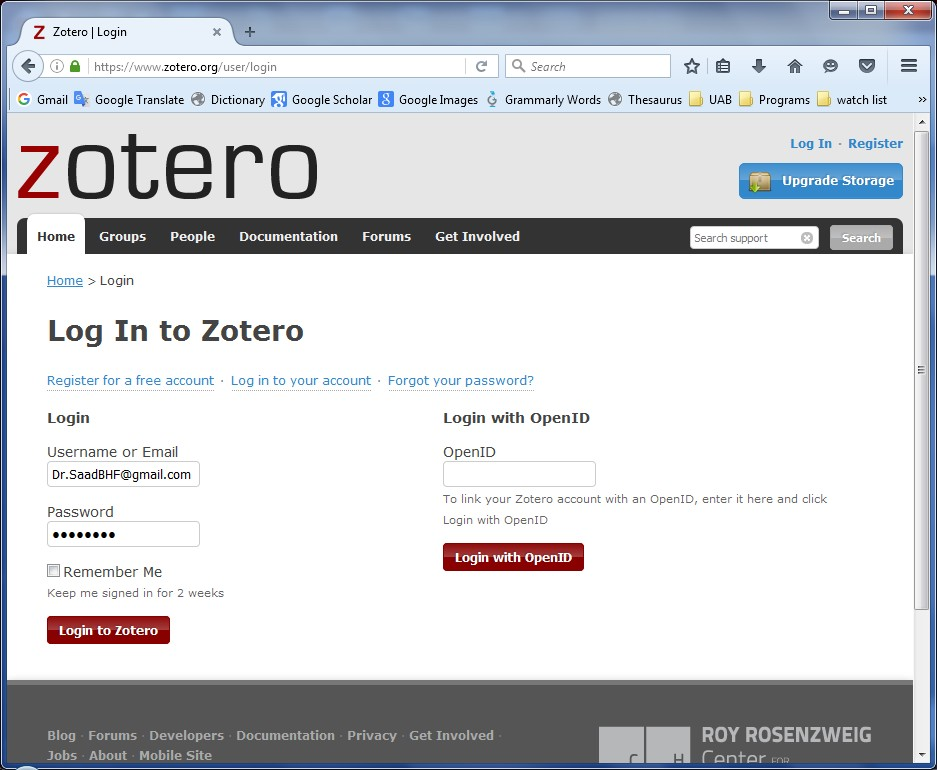 Zotero | Login
https://www.zotero.org/user/login
Search
Gmail Google Translate Dictionary Google Scholar Google Images Grammarly Words Thesaurus UAB Programs watch list »
zotero
Log In · Register
Upgrade Storage
Home Groups People Documentation Forums Get Involved Search support Search
Home > Login
Log In to Zotero
Register for a free account · Log in to your account · Forgot your password?
Login
Username or Email
Dr.SaadBHF@gmail.com
Password
••••••••
Remember Me
Keep me signed in for 2 weeks
Login to Zotero
Login with OpenID
OpenID
To link your Zotero account with an OpenID, enter it here and click
Login with OpenID
Login with OpenID
Blog · Forums · Developers · Documentation · Privacy · Get Involved ·
Jobs · About · Mobile Site
C H
ROY ROSENZWEIG
Center FOR